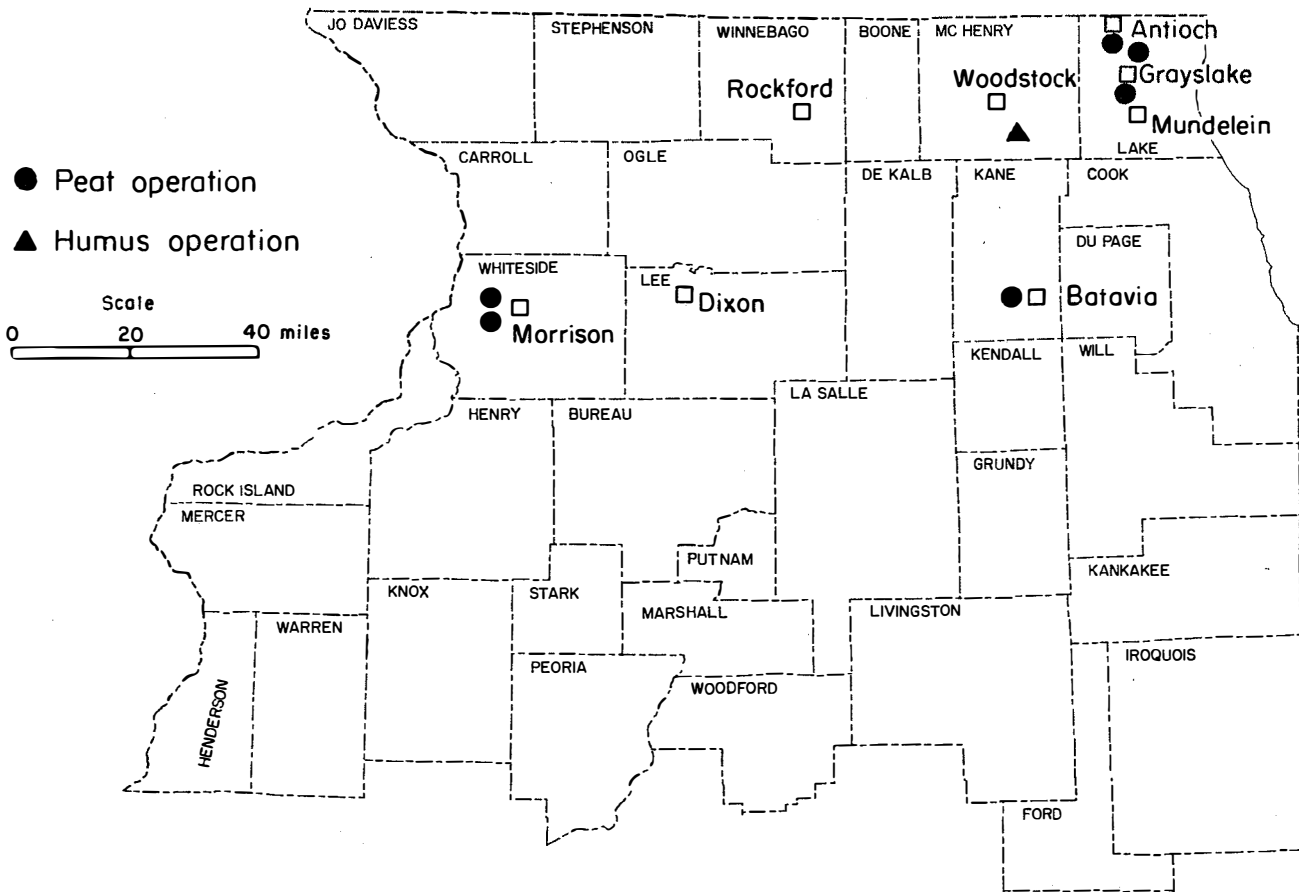 JO DAVIESS
STEPHENSON
WINNEBAGO
BOONE
MC HENRY
Antioch
Grayslake
Mundelein
LAKE
Rockford
Woodstock
Peat operation
Humus operation
Scale
0 20 40 miles
CARROLL
OGLE
DE KALB
KANE
COOK
DU PAGE
WHITESIDE
Morrison
LEE
Dixon
Batavia
KENDALL
WILL
LA SALLE
HENRY
BUREAU
GRUNDY
ROCK ISLAND
MERCER
PUTNAM
KANKAKEE
KNOX
STARK
MARSHALL
LIVINGSTON
WARREN
HENDERSON
PEORIA
WOODFORD
IROQUOIS
FORD